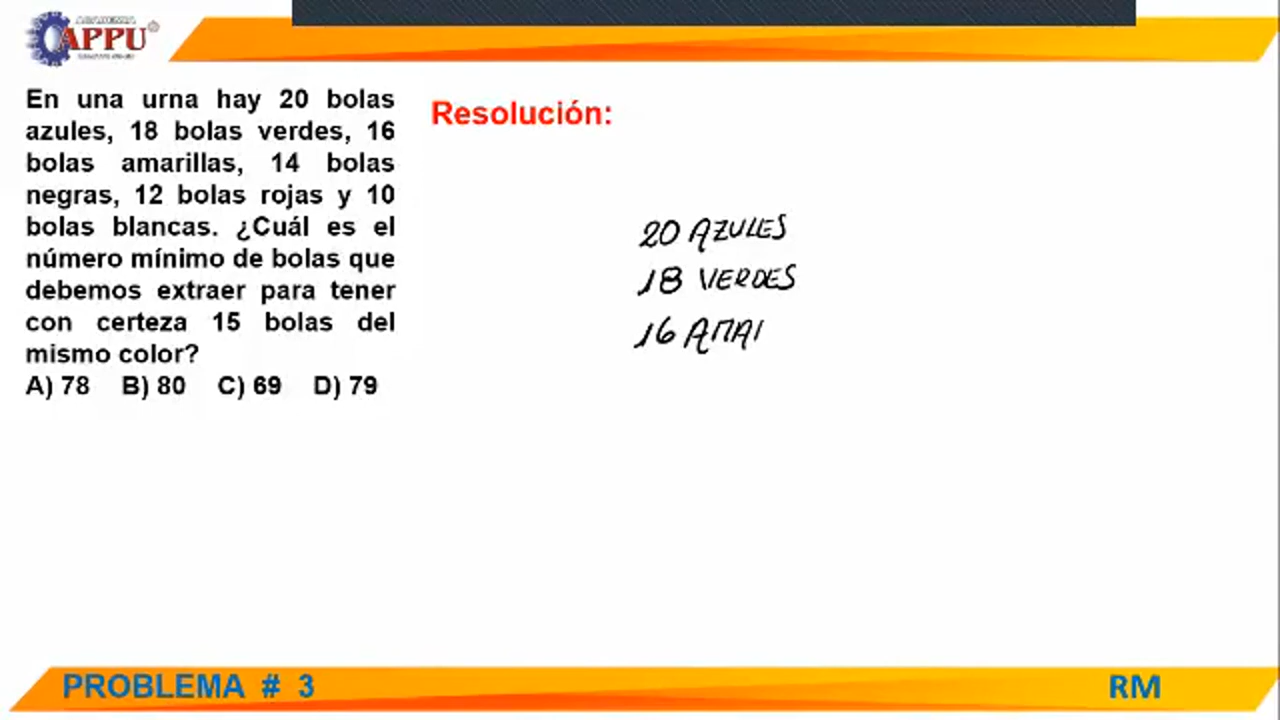 ACADEMIA
APPU
En una urna hay 20 bolas
azules, 18 bolas verdes, 16
bolas amarillas, 14 bolas
negras, 12 bolas rojas y 10
bolas blancas. ¿Cuál es el
número mínimo de bolas que
debemos extraer para tener
con certeza 15 bolas del
mismo color?
A) 78 B) 80 C) 69 D) 79
Resolución:
20 AZULES
18 VERDES
16 AMAI
PROBLEMA # 3
RM